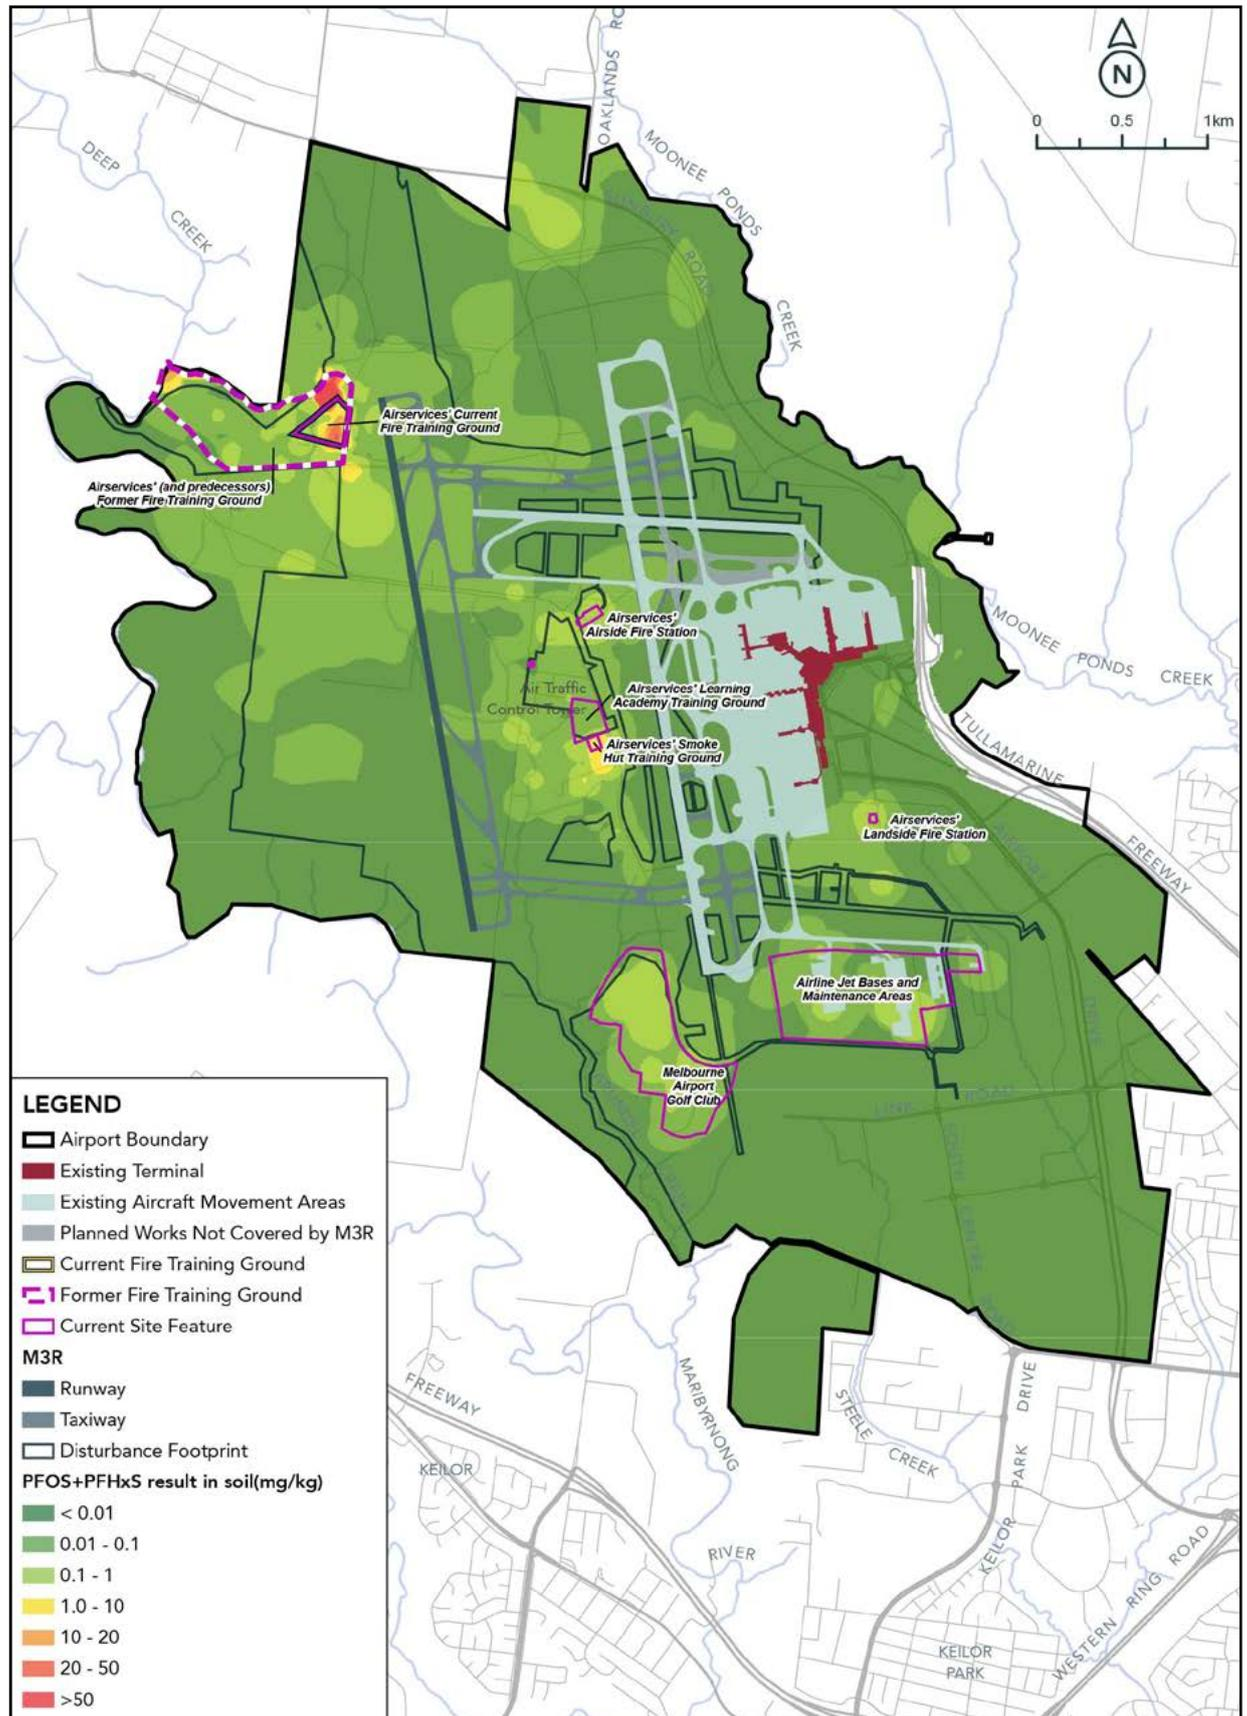 OAKLANDS RO
N
0 0.5 1km
DEEP
CREEK
MOONEE
PONDS
CREEK
SUNBURY
ROAD
Airservices' Current
Fire Training Ground
Airservices' (and predecessors)
Former Fire Training Ground
Airservices'
Airside Fire Station
Air Traffic
Control Tower
Airservices' Learning
Academy Training Ground
Airservices' Smoke
Hut Training Ground
MOONEE PONDS CREEK
TULLAMARINE
FREEWAY
Airservices'
Landside Fire Station
AIRPORT
DRIVE
Airline Jet Bases and
Maintenance Areas
Melbourne
Airport
Golf Club
LINK ROAD
SOUTH
CENTRE
ROAD
LEGEND
Airport Boundary
Existing Terminal
Existing Aircraft Movement Areas
Planned Works Not Covered by M3R
Current Fire Training Ground
Former Fire Training Ground
Current Site Feature
M3R
Runway
Taxiway
Disturbance Footprint
PFOS+PFHxS result in soil(mg/kg)
< 0.01
0.01 - 0.1
0.1 - 1
1.0 - 10
10 - 20
20 - 50
>50
FREEWAY
KEILOR
MARIBYRNONG
RIVER
STEELE
CREEK
KEILOR PARK DRIVE
KEILOR
PARK
WESTERN RING ROAD